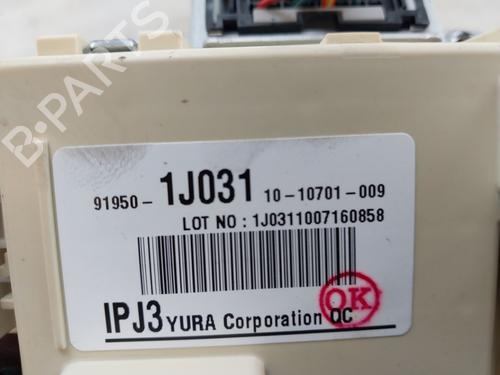 B-PARTS
91950-1J031 10-10701-009
LOT NO : 1J0311007160858
IPJ3 YURA Corporation QC
OK